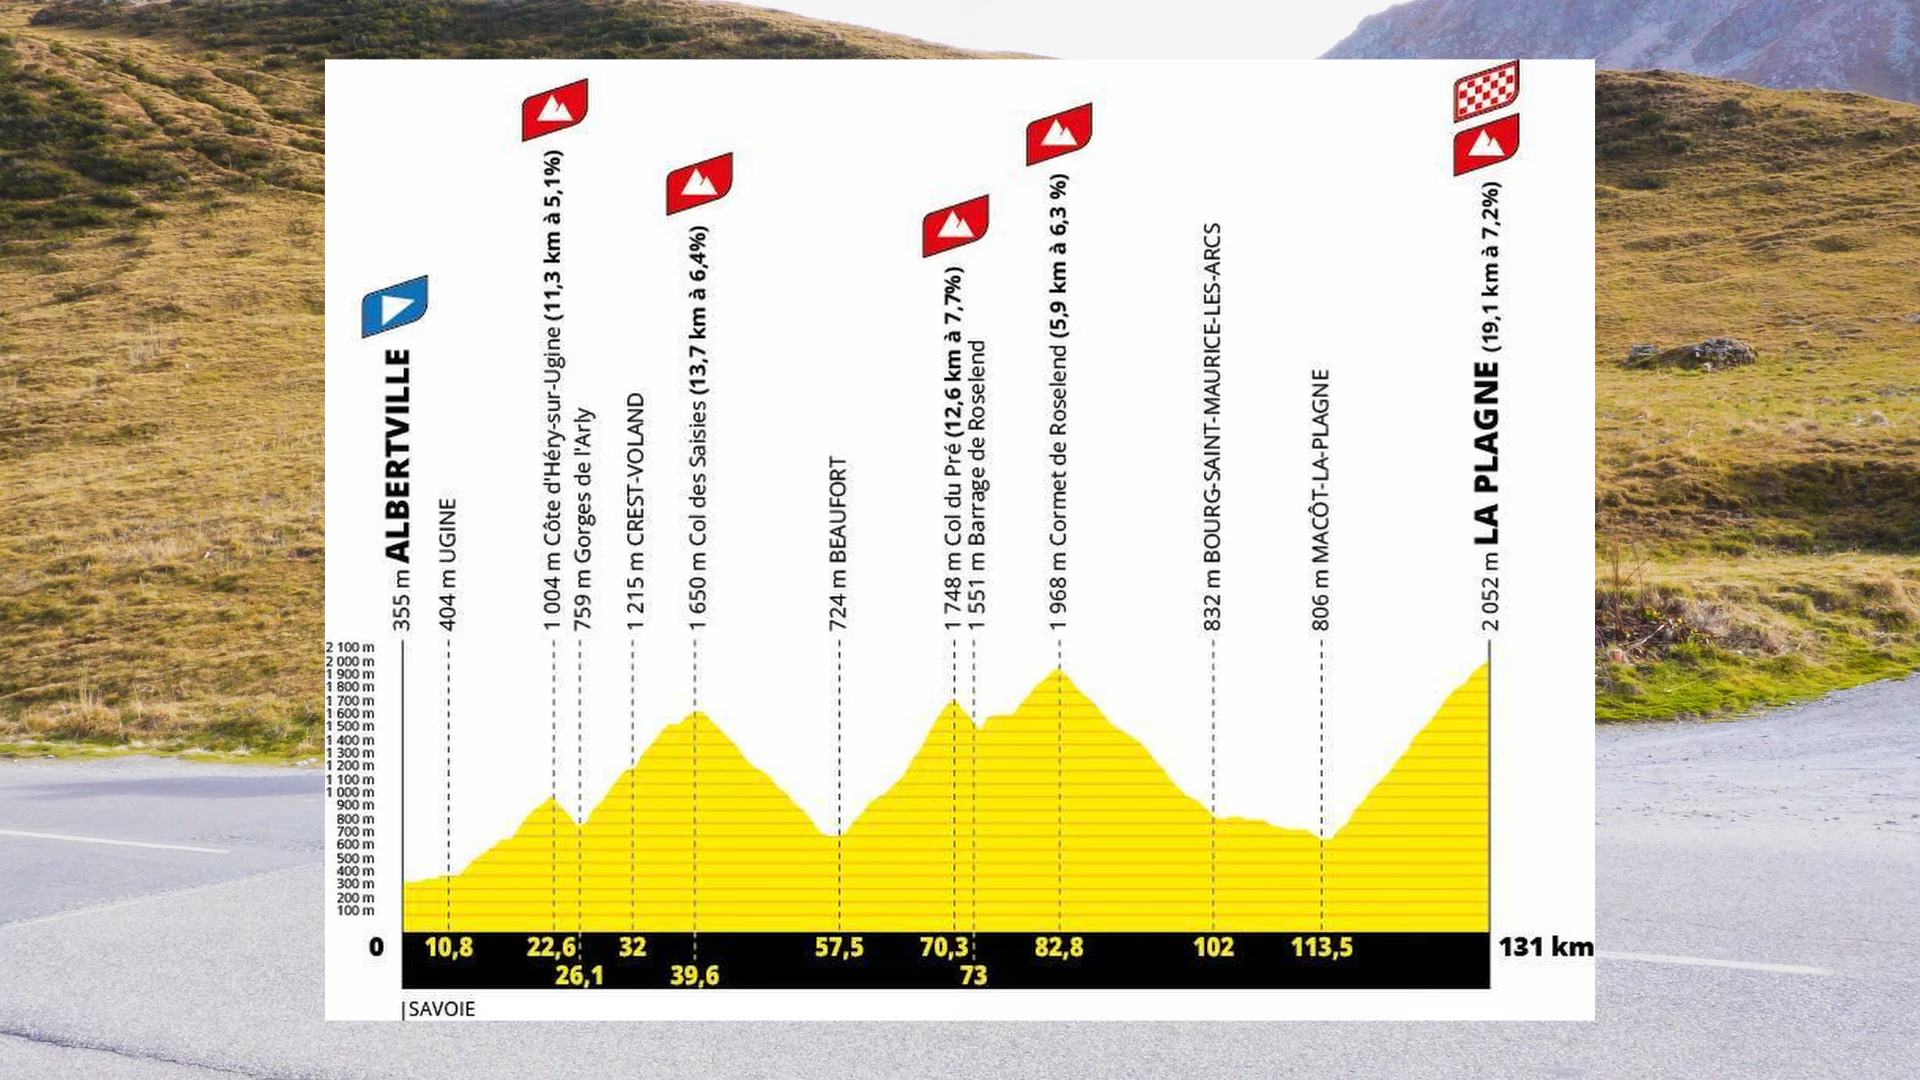 355 m ALBERTVILLE
404 m UGINE
1 004 m Côte d'Héry-sur-Ugine (11,3 km à 5,1%)
759 m Gorges de l'Arly
1 215 m CREST-VOLAND
1 650 m Col des Saisies (13,7 km à 6,4%)
724 m BEAUFORT
1 748 m Col du Pré (12,6 km à 7,7%)
1 551 m Barrage de Roselend
1 968 m Cormet de Roselend (5,9 km à 6,3 %)
832 m BOURG-SAINT-MAURICE-LES-ARCS
806 m MACÔT-LA-PLAGNE
2 052 m LA PLAGNE (19,1 km à 7,2%)
2 100 m
2 000 m
1 900 m
1 800 m
1 700 m
1 600 m
1 500 m
1 400 m
1 300 m
1 200 m
1 100 m
1 000 m
900 m
800 m
700 m
600 m
500 m
400 m
300 m
200 m
100 m
0 10,8 22,6 32 57,5 70,3 82,8 102 113,5 131 km
26,1 39,6 73
SAVOIE